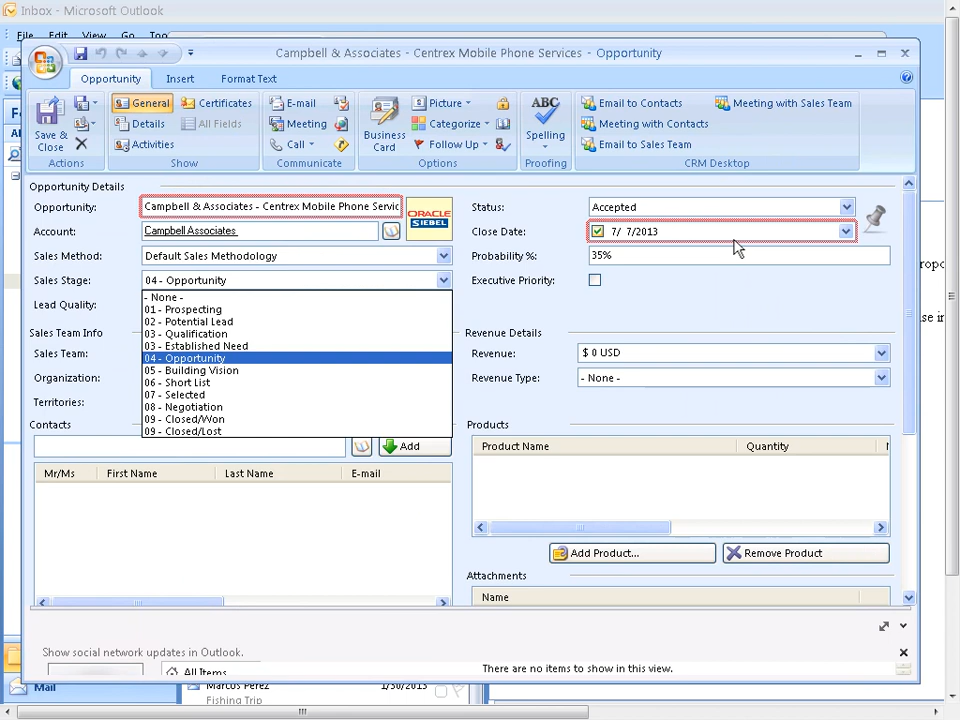 Inbox - Microsoft Outlook
File Edit View Go
Campbell & Associates - Centrex Mobile Phone Services - Opportunity
Opportunity Insert Format Text
Save & Close
Actions
General Certificates
Details All Fields
Activities
Show
E-mail
Meeting
Call
Communicate
Business Card
Picture
Categorize
Follow Up
Options
ABC
Spelling
Proofing
Email to Contacts Meeting with Sales Team
Meeting with Contacts
Email to Sales Team
CRM Desktop
Opportunity Details
Opportunity: Campbell & Associates - Centrex Mobile Phone Servic
ORACLE
SIEBEL
Account: Campbell Associates
Sales Method: Default Sales Methodology
Sales Stage: 04 - Opportunity
- None -
01 - Prospecting
02 - Potential Lead
03 - Qualification
03 - Established Need
04 - Opportunity
05 - Building Vision
06 - Short List
07 - Selected
08 - Negotiation
09 - Closed/Won
09 - Closed/Lost
Lead Quality:
Sales Team Info
Sales Team:
Organization:
Territories:
Status: Accepted
Close Date: 7/ 7/2013
Probability %: 35%
Executive Priority:
Revenue Details
Revenue: $ 0 USD
Revenue Type: - None -
Contacts
Add
Mr/Ms First Name Last Name E-mail
Products
Product Name Quantity
Add Product... Remove Product
Attachments
Name
Show social network updates in Outlook.
All Items
There are no items to show in this view.
Mail
Marcos Perez 1/30/2013
Fishing Trip